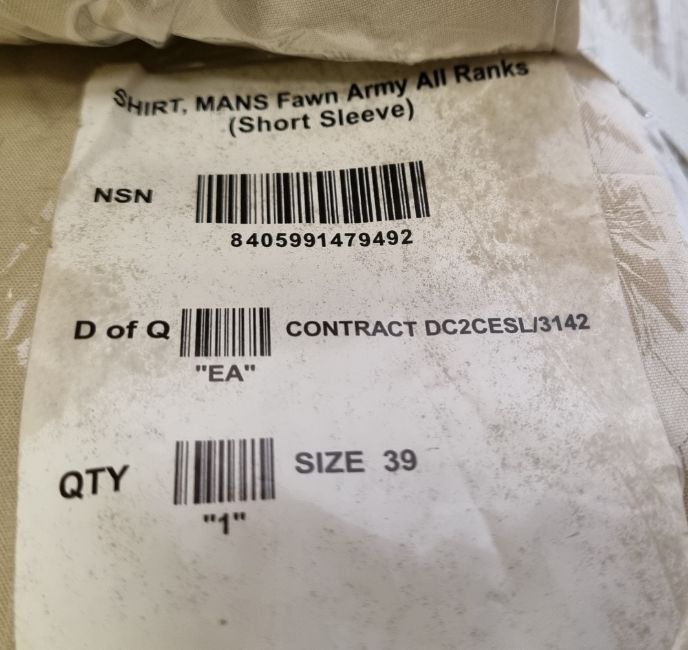 SHIRT, MANS Fawn Army All Ranks
(Short Sleeve)
NSN
8405991479492
D of Q CONTRACT DC2CESL/3142
"EA"
QTY SIZE 39
"1"